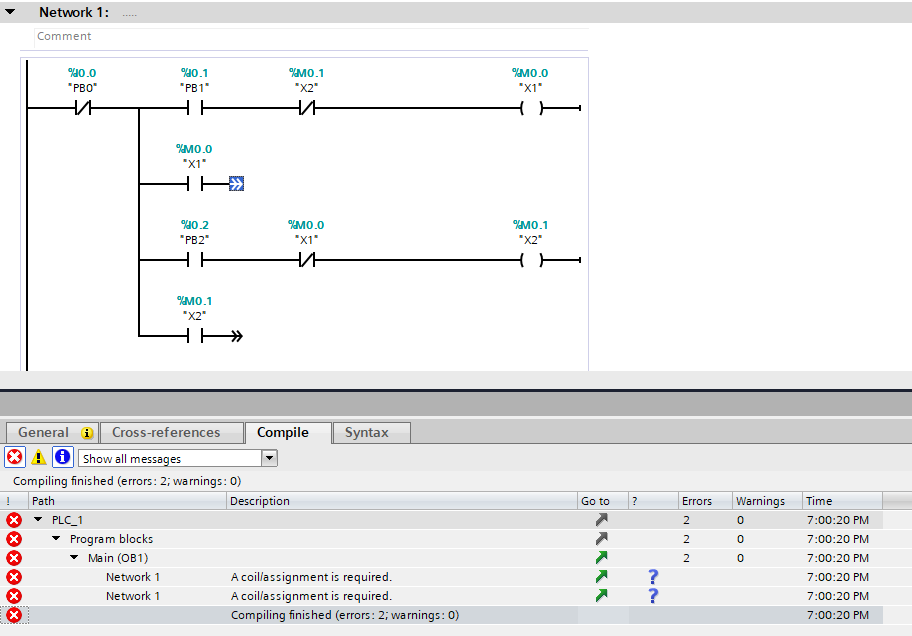 Network 1: .....
Comment
%I0.0 %I0.1 %M0.1 %M0.0
"PB0" "PB1" "X2" "X1"
%M0.0
"X1"
%I0.2 %M0.0 %M0.1
"PB2" "X1" "X2"
%M0.1
"X2"
General Cross-references Compile Syntax
Show all messages
Compiling finished (errors: 2; warnings: 0)
! Path Description Go to ? Errors Warnings Time
PLC_1 2 0 7:00:20 PM
Program blocks 2 0 7:00:20 PM
Main (OB1) 2 0 7:00:20 PM
Network 1 A coil/assignment is required. ? 7:00:20 PM
Network 1 A coil/assignment is required. ? 7:00:20 PM
Compiling finished (errors: 2; warnings: 0) 7:00:20 PM